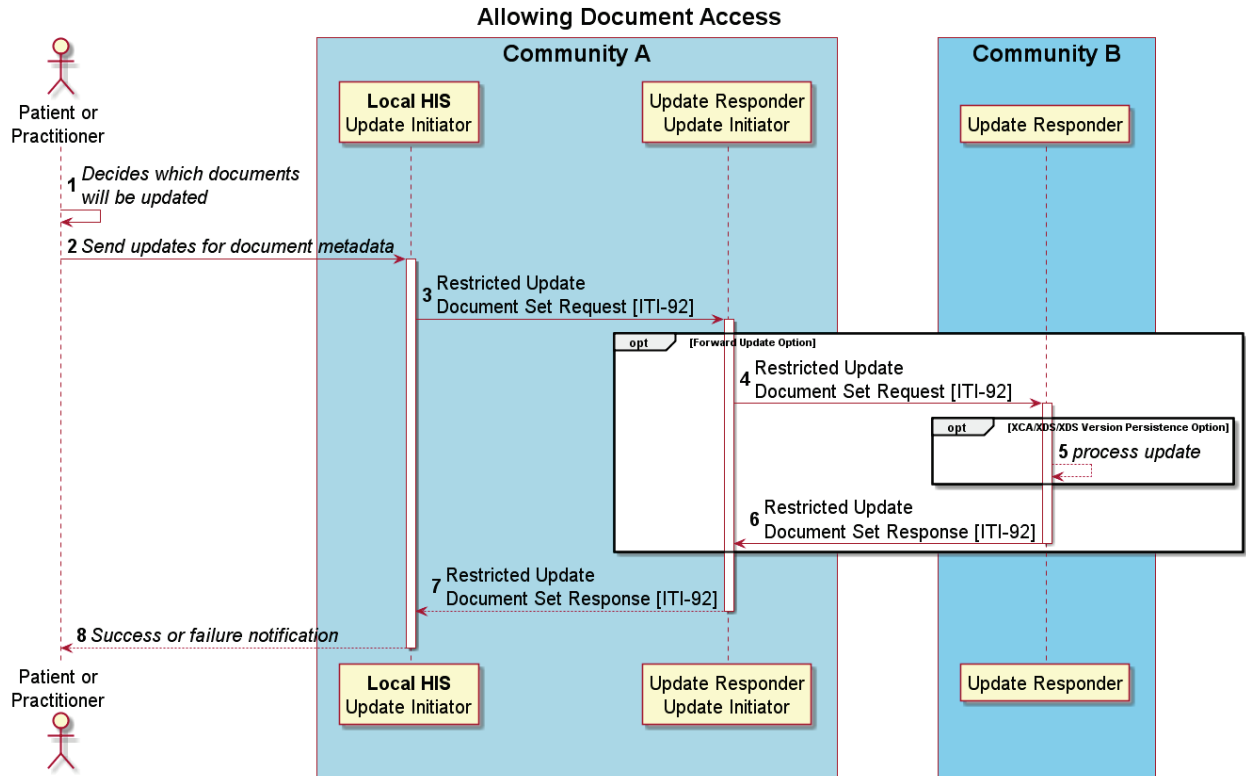 Allowing Document Access
Community A
Community B
Patient or
Practitioner
Local HIS
Update Initiator
Update Responder
Update Initiator
Update Responder
1 Decides which documents
will be updated
2 Send updates for document metadata
3 Restricted Update
Document Set Request [ITI-92]
opt [Forward Update Option]
4 Restricted Update
Document Set Request [ITI-92]
opt [XCA/XDS/XDS Version Persistence Option]
5 process update
6 Restricted Update
Document Set Response [ITI-92]
7 Restricted Update
Document Set Response [ITI-92]
8 Success or failure notification
Patient or
Practitioner
Local HIS
Update Initiator
Update Responder
Update Initiator
Update Responder